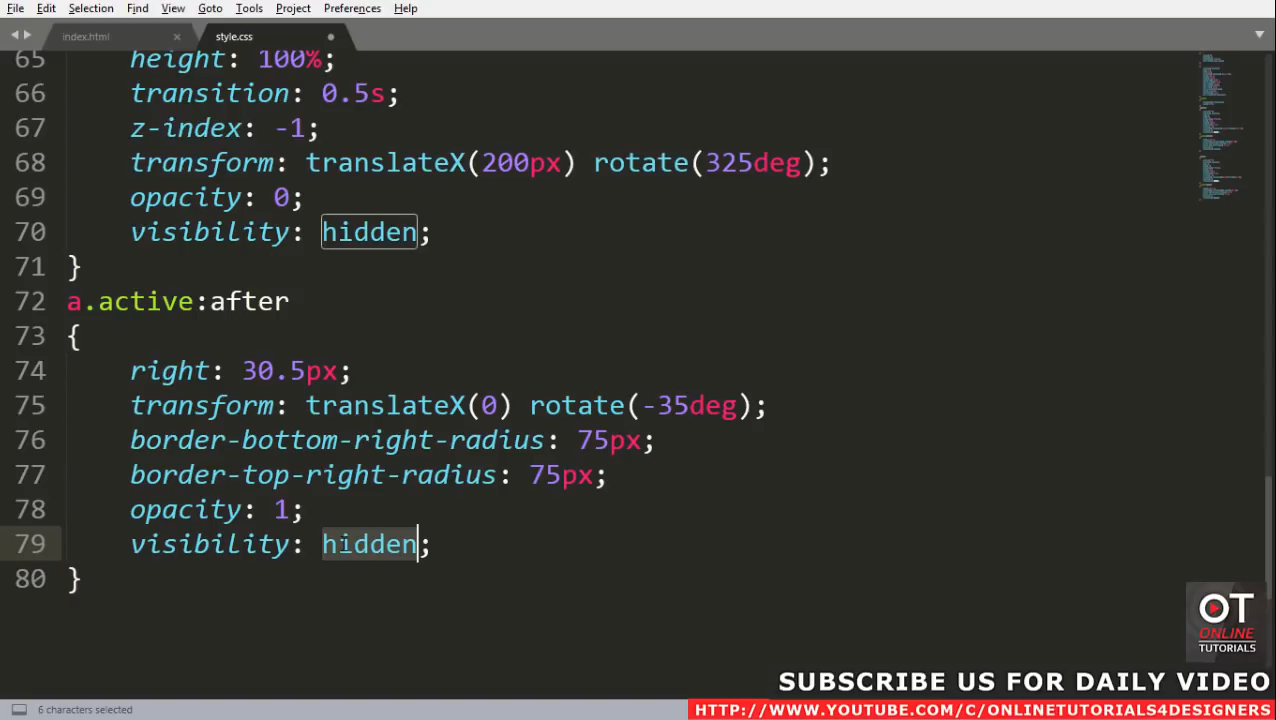 File Edit Selection Find View Goto Tools Project Preferences Help
index.html × style.css
65 height: 100%;
66 transition: 0.5s;
67 z-index: -1;
68 transform: translateX(200px) rotate(325deg);
69 opacity: 0;
70 visibility: hidden;
71 }
72 a.active:after
73 {
74 right: 30.5px;
75 transform: translateX(0) rotate(-35deg);
76 border-bottom-right-radius: 75px;
77 border-top-right-radius: 75px;
78 opacity: 1;
79 visibility: hidden;
80 }
OT
ONLINE
TUTORIALS
SUBSCRIBE US FOR DAILY VIDEO
6 characters selected
HTTP://WWW.YOUTUBE.COM/C/ONLINETUTORIALS4DESIGNERS